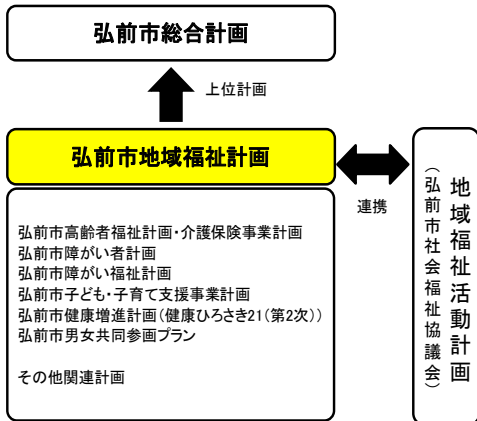 弘前市総合計画
上位計画
弘前市地域福祉計画
連携
弘前市高齢者福祉計画・介護保険事業計画
弘前市障がい者計画
弘前市障がい福祉計画
弘前市子ども・子育て支援事業計画
弘前市健康増進計画(健康ひろさき21(第2次))
弘前市男女共同参画プラン
その他関連計画
地域福祉活動計画
(弘前市社会福祉協議会)